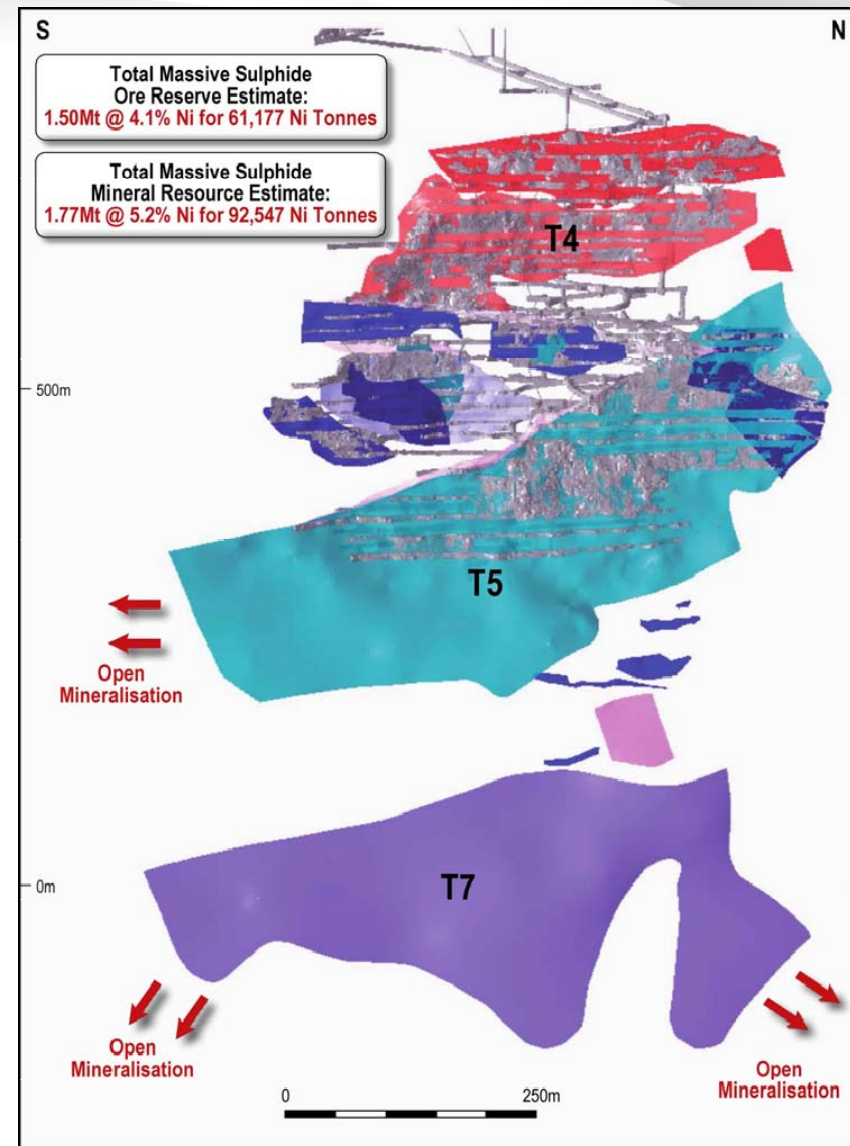 S
N
Total Massive Sulphide
Ore Reserve Estimate:
1.50Mt @ 4.1% Ni for 61,177 Ni Tonnes
Total Massive Sulphide
Mineral Resource Estimate:
1.77Mt @ 5.2% Ni for 92,547 Ni Tonnes
T4
500m
T5
Open
Mineralisation
0m
T7
Open
Mineralisation
Open
Mineralisation
0
250m